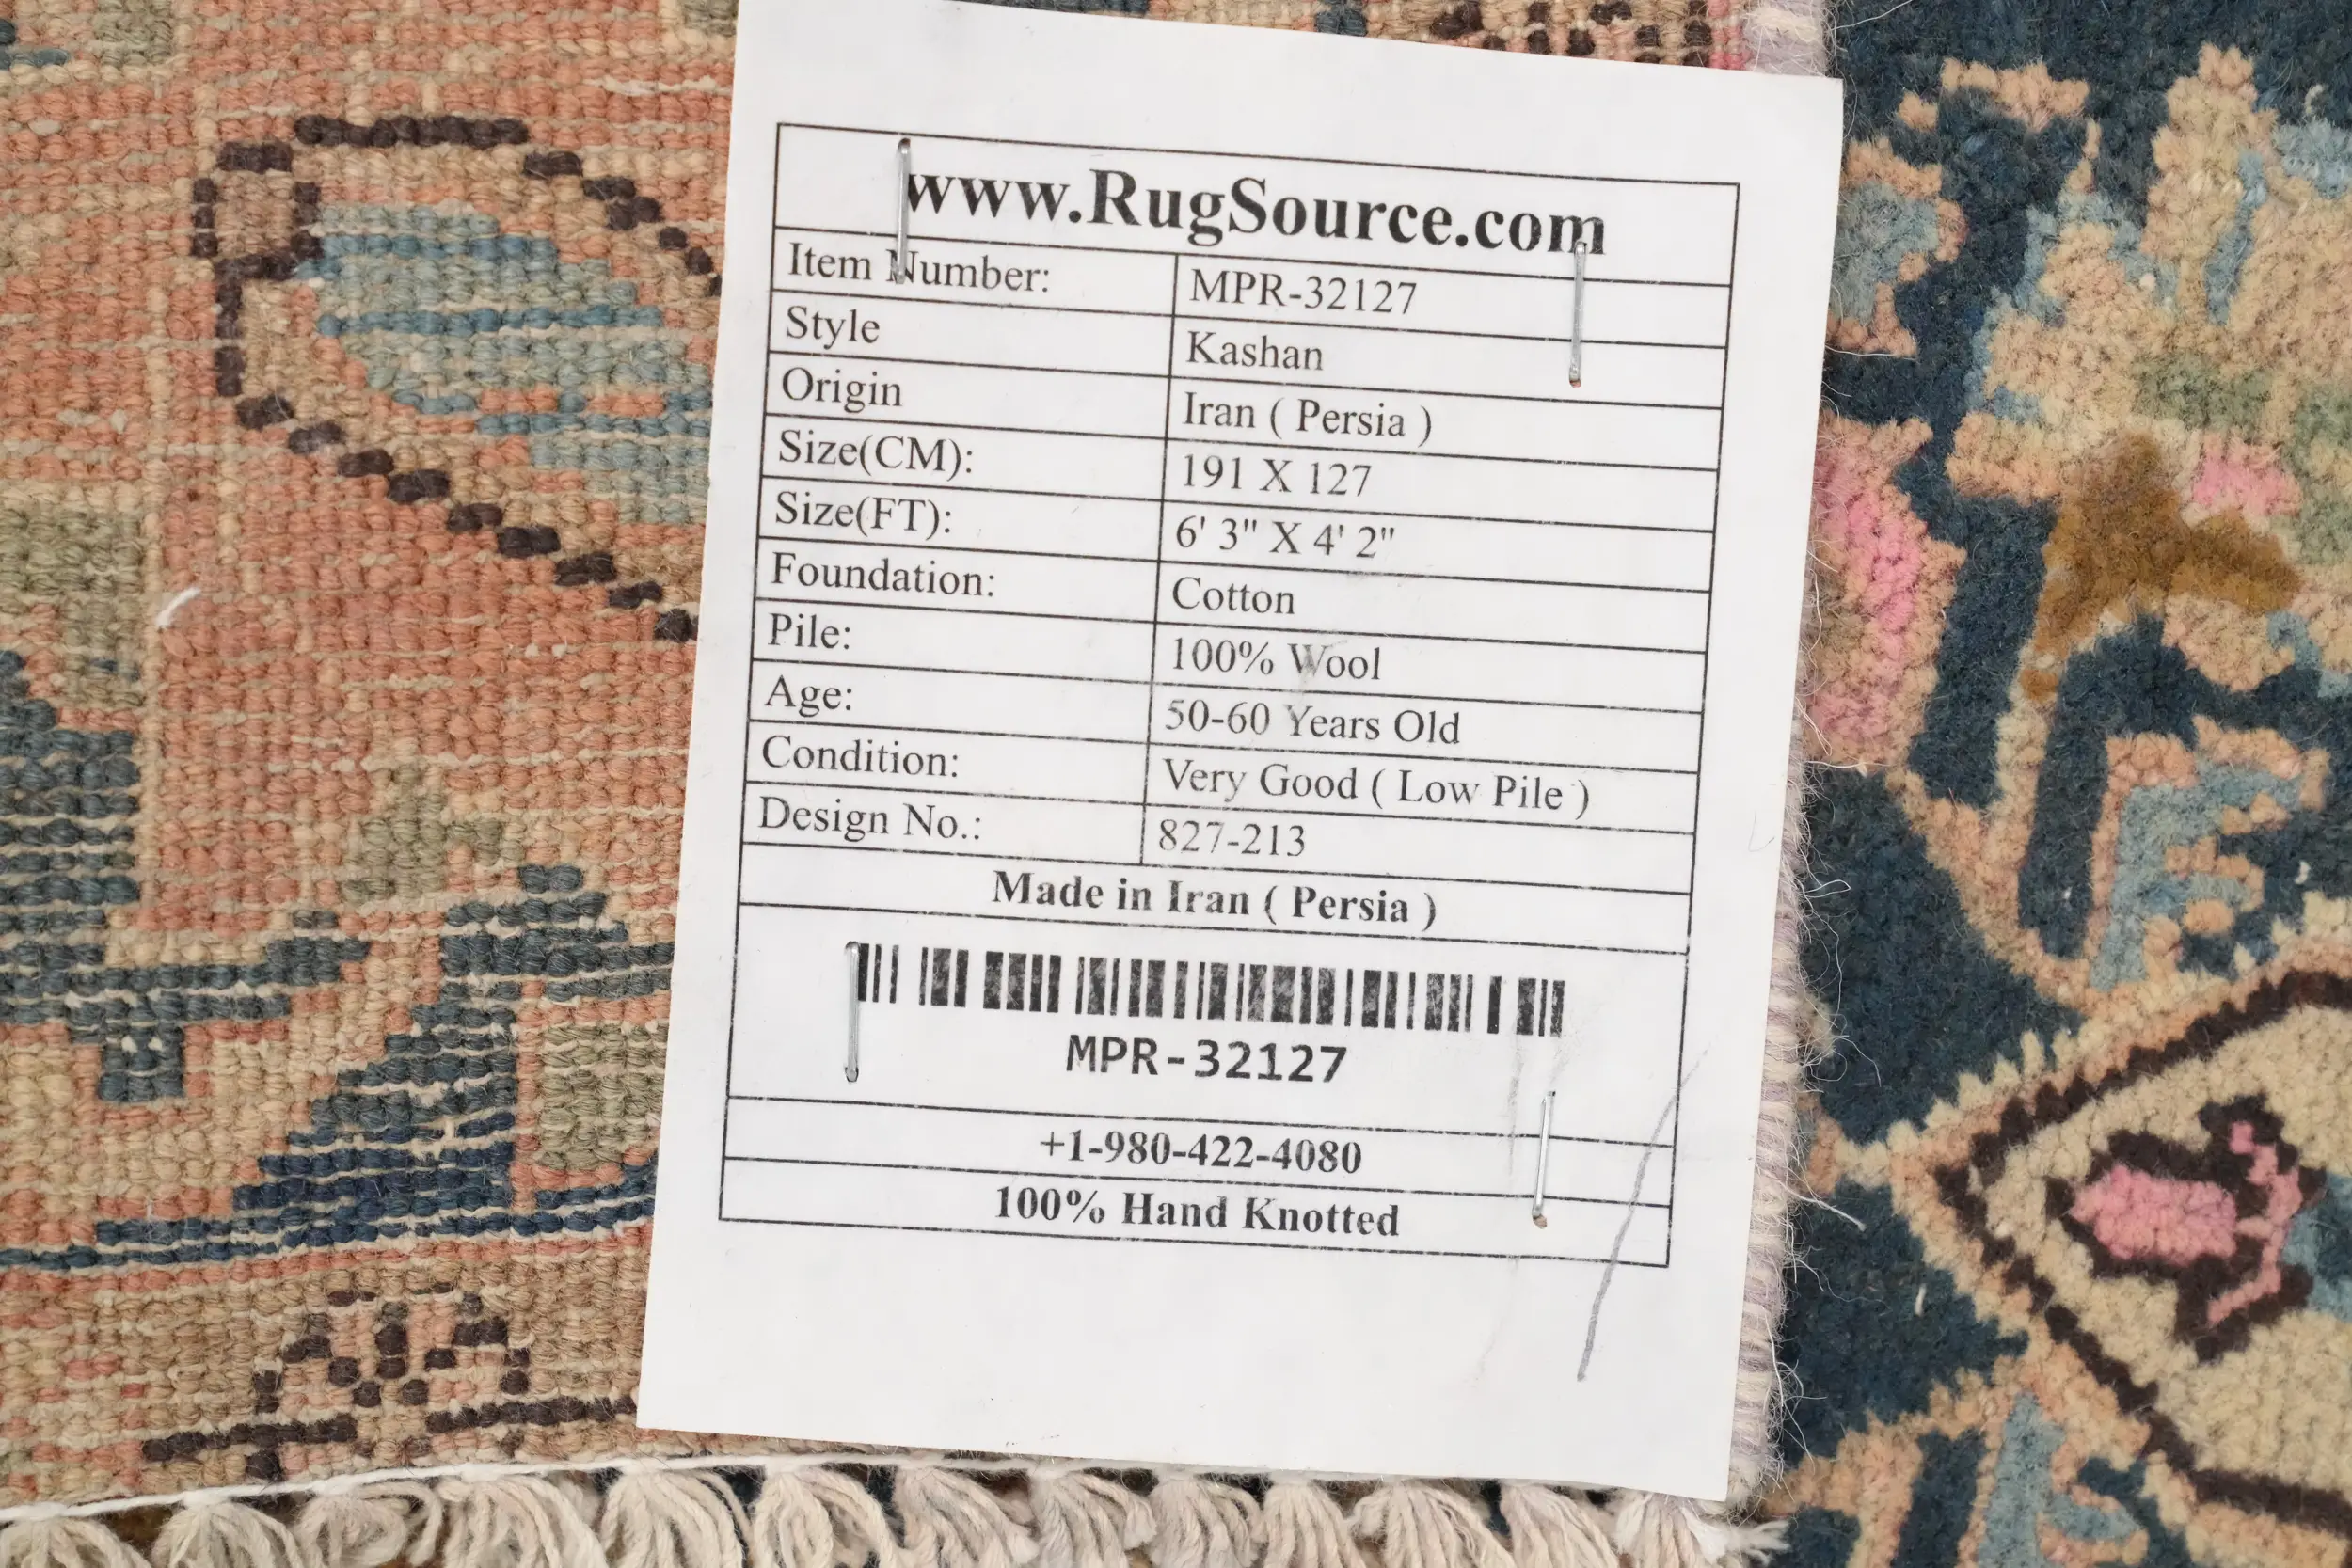 www.RugSource.com
Item Number: MPR-32127
Style Kashan
Origin Iran ( Persia )
Size(CM): 191 X 127
Size(FT): 6' 3" X 4' 2"
Foundation: Cotton
Pile: 100% Wool
Age: 50-60 Years Old
Condition: Very Good ( Low Pile )
Design No.: 827-213
Made in Iran ( Persia )
MPR-32127
+1-980-422-4080
100% Hand Knotted